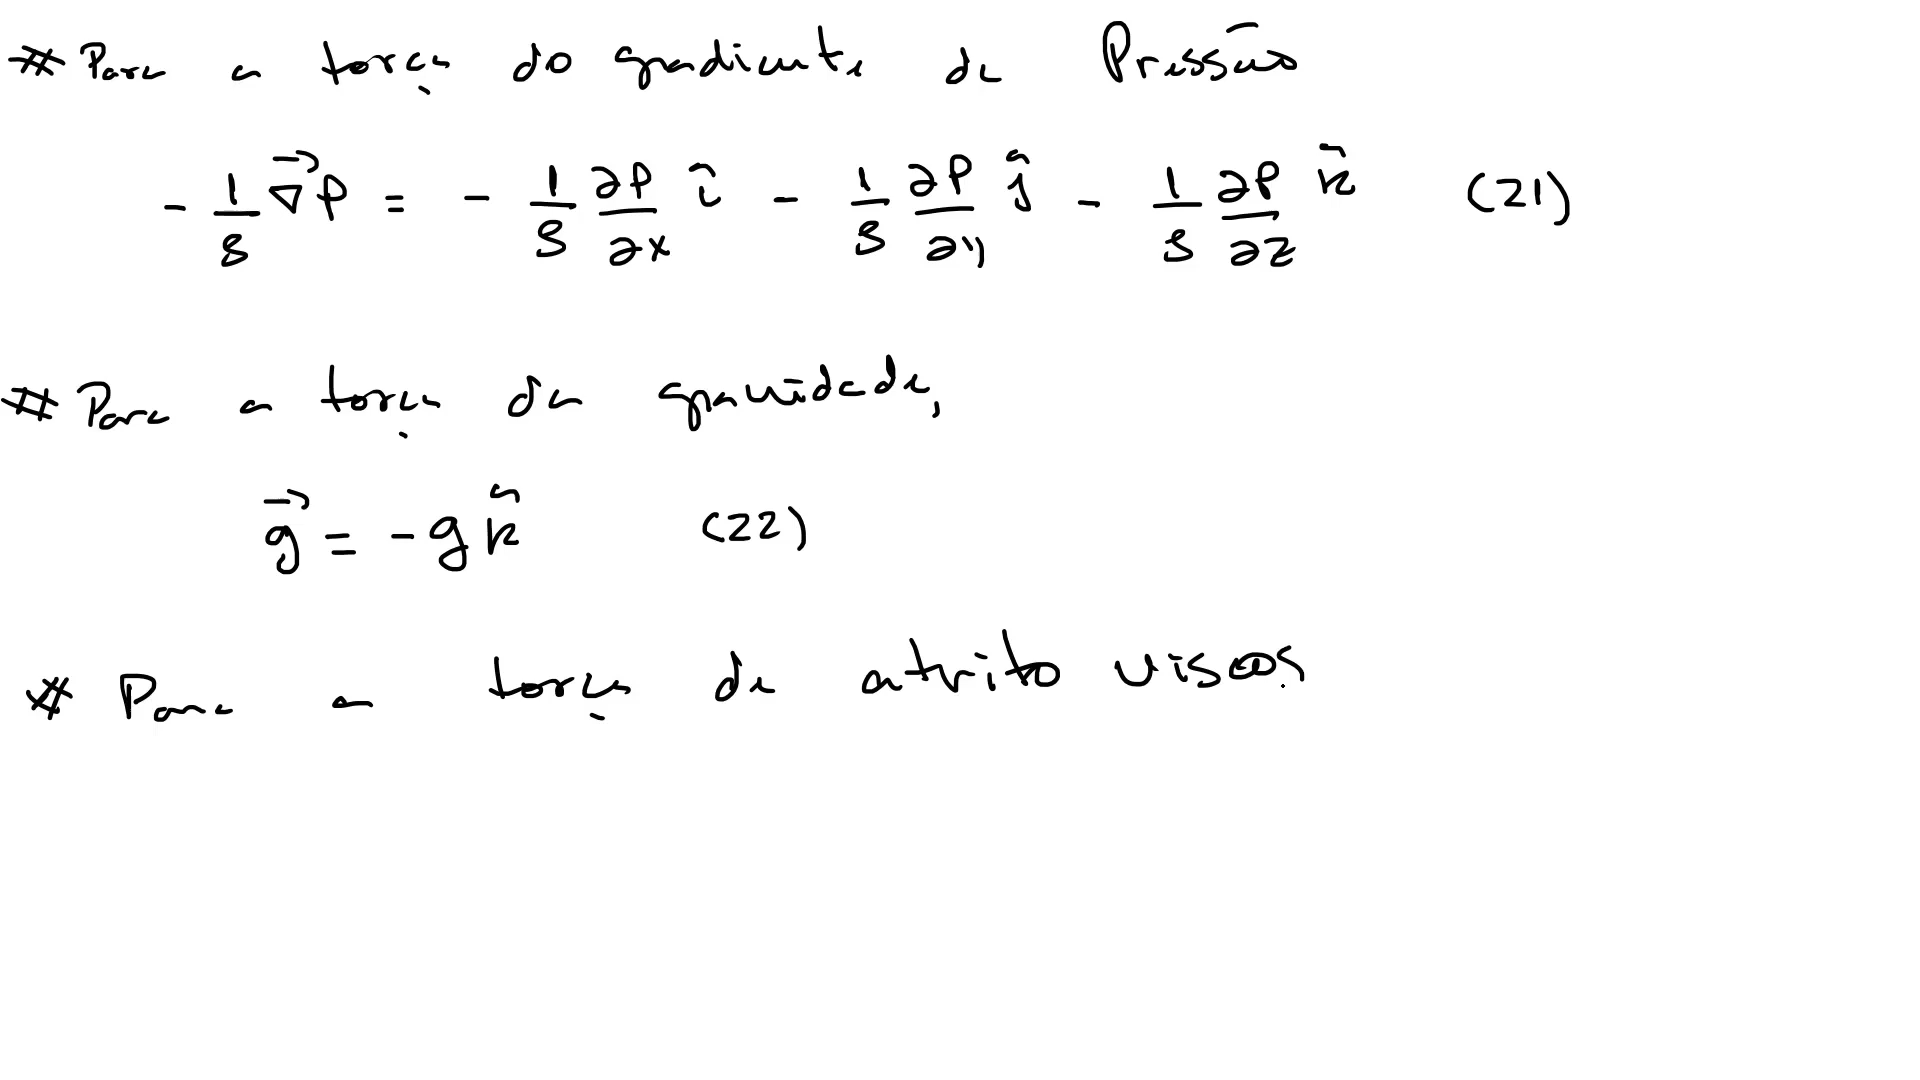 # Para a força do gradiente de Pressão
- 1/ρ ∇⃗P = - 1/ρ ∂P/∂x î - 1/ρ ∂P/∂y ĵ - 1/ρ ∂P/∂z k̂ (21)
# Para a força da gravidade,
g⃗ = -g k̂ (22)
# Para a força de atrito viscos